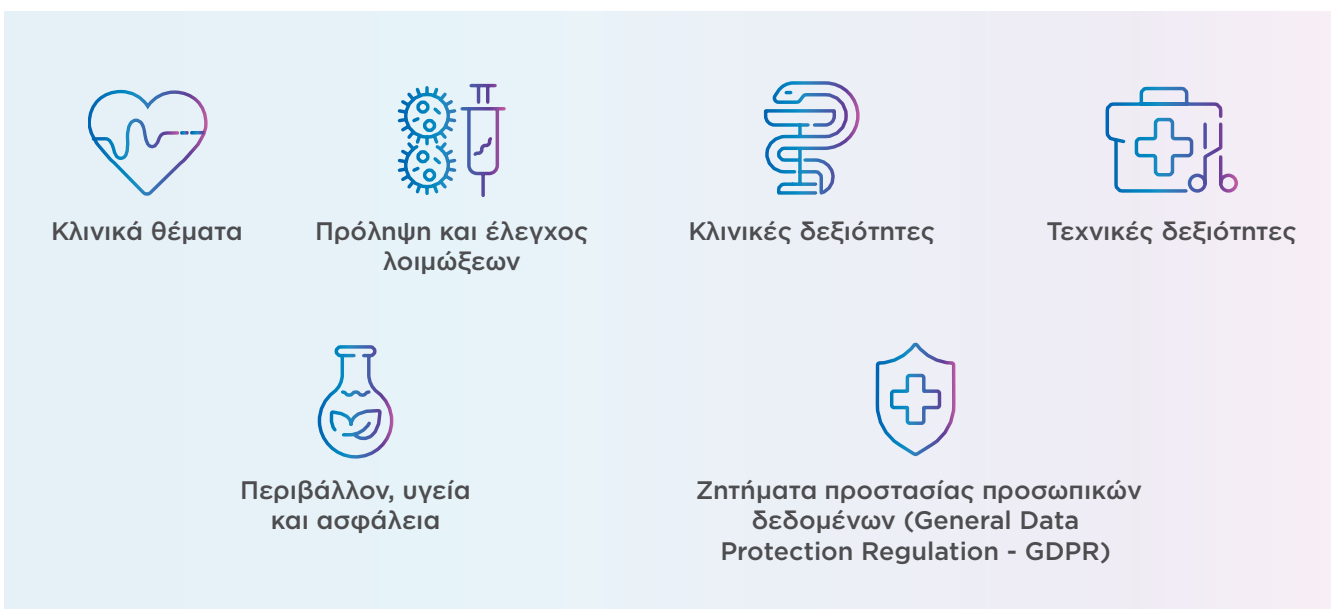 Κλινικά θέματα
Πρόληψη και έλεγχος
λοιμώξεων
Κλινικές δεξιότητες
Τεχνικές δεξιότητες
Περιβάλλον, υγεία
και ασφάλεια
Ζητήματα προστασίας προσωπικών
δεδομένων (General Data
Protection Regulation - GDPR)